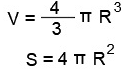 V = 4/3 π R³
S = 4 π R²